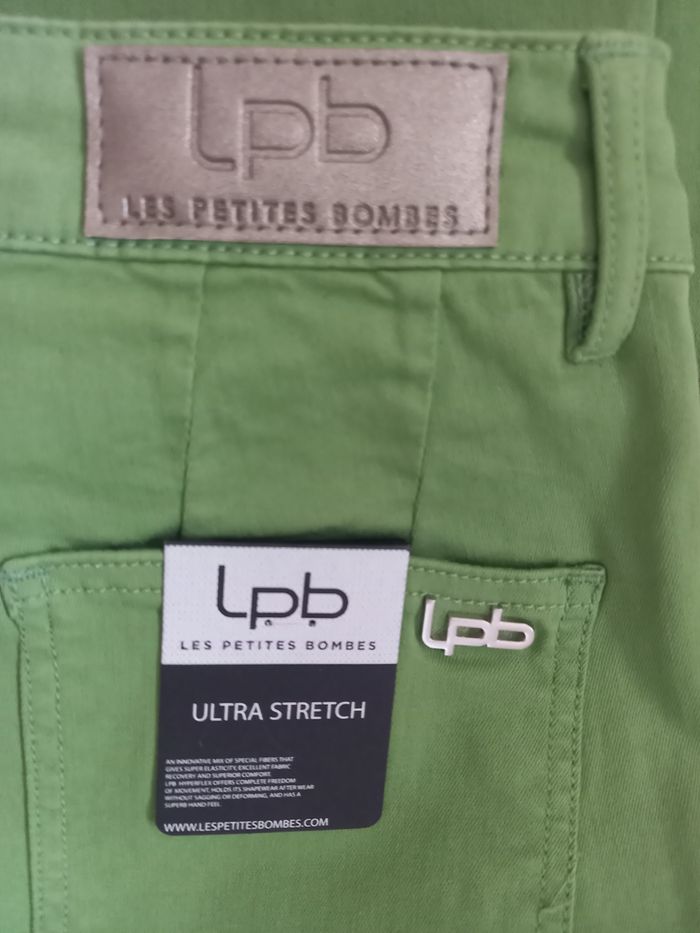 lpb
LES PETITES BOMBES
lpb
LES PETITES BOMBES
lpb
ULTRA STRETCH
AN INNOVATIVE MIX OF SPECIAL FIBERS THAT
GIVES SUPER ELASTICITY, EXCELLENT FABRIC
RECOVERY AND SUPERIOR COMFORT.
LPB HYPERFLEX OFFERS COMPLETE FREEDOM
OF MOVEMENT, HOLDS ITS SHAPEWEAR AFTER WEAR
WITHOUT SAGGING OR DEFORMING, AND HAS A
SUPERB HAND FEEL
WWW.LESPETITESBOMBES.COM